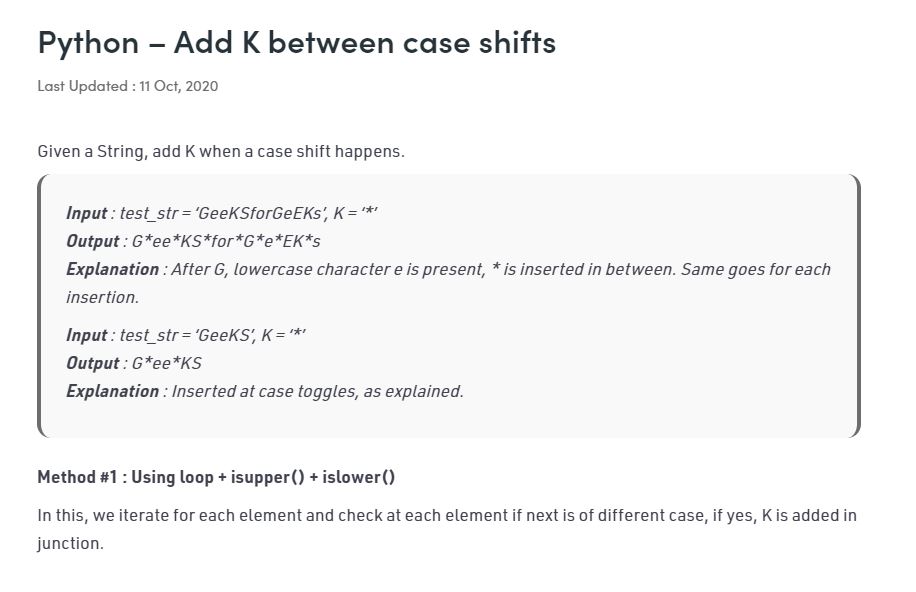 Python – Add K between case shifts
Last Updated : 11 Oct, 2020
Given a String, add K when a case shift happens.
Input : test_str = ‘GeeKSforGeEKs’, K = ‘*’
Output : G*ee*KS*for*G*e*EK*s
Explanation : After G, lowercase character e is present, * is inserted in between. Same goes for each
insertion.
Input : test_str = ‘GeeKS’, K = ‘*’
Output : G*ee*KS
Explanation : Inserted at case toggles, as explained.
Method #1 : Using loop + isupper() + islower()
In this, we iterate for each element and check at each element if next is of different case, if yes, K is added in
junction.